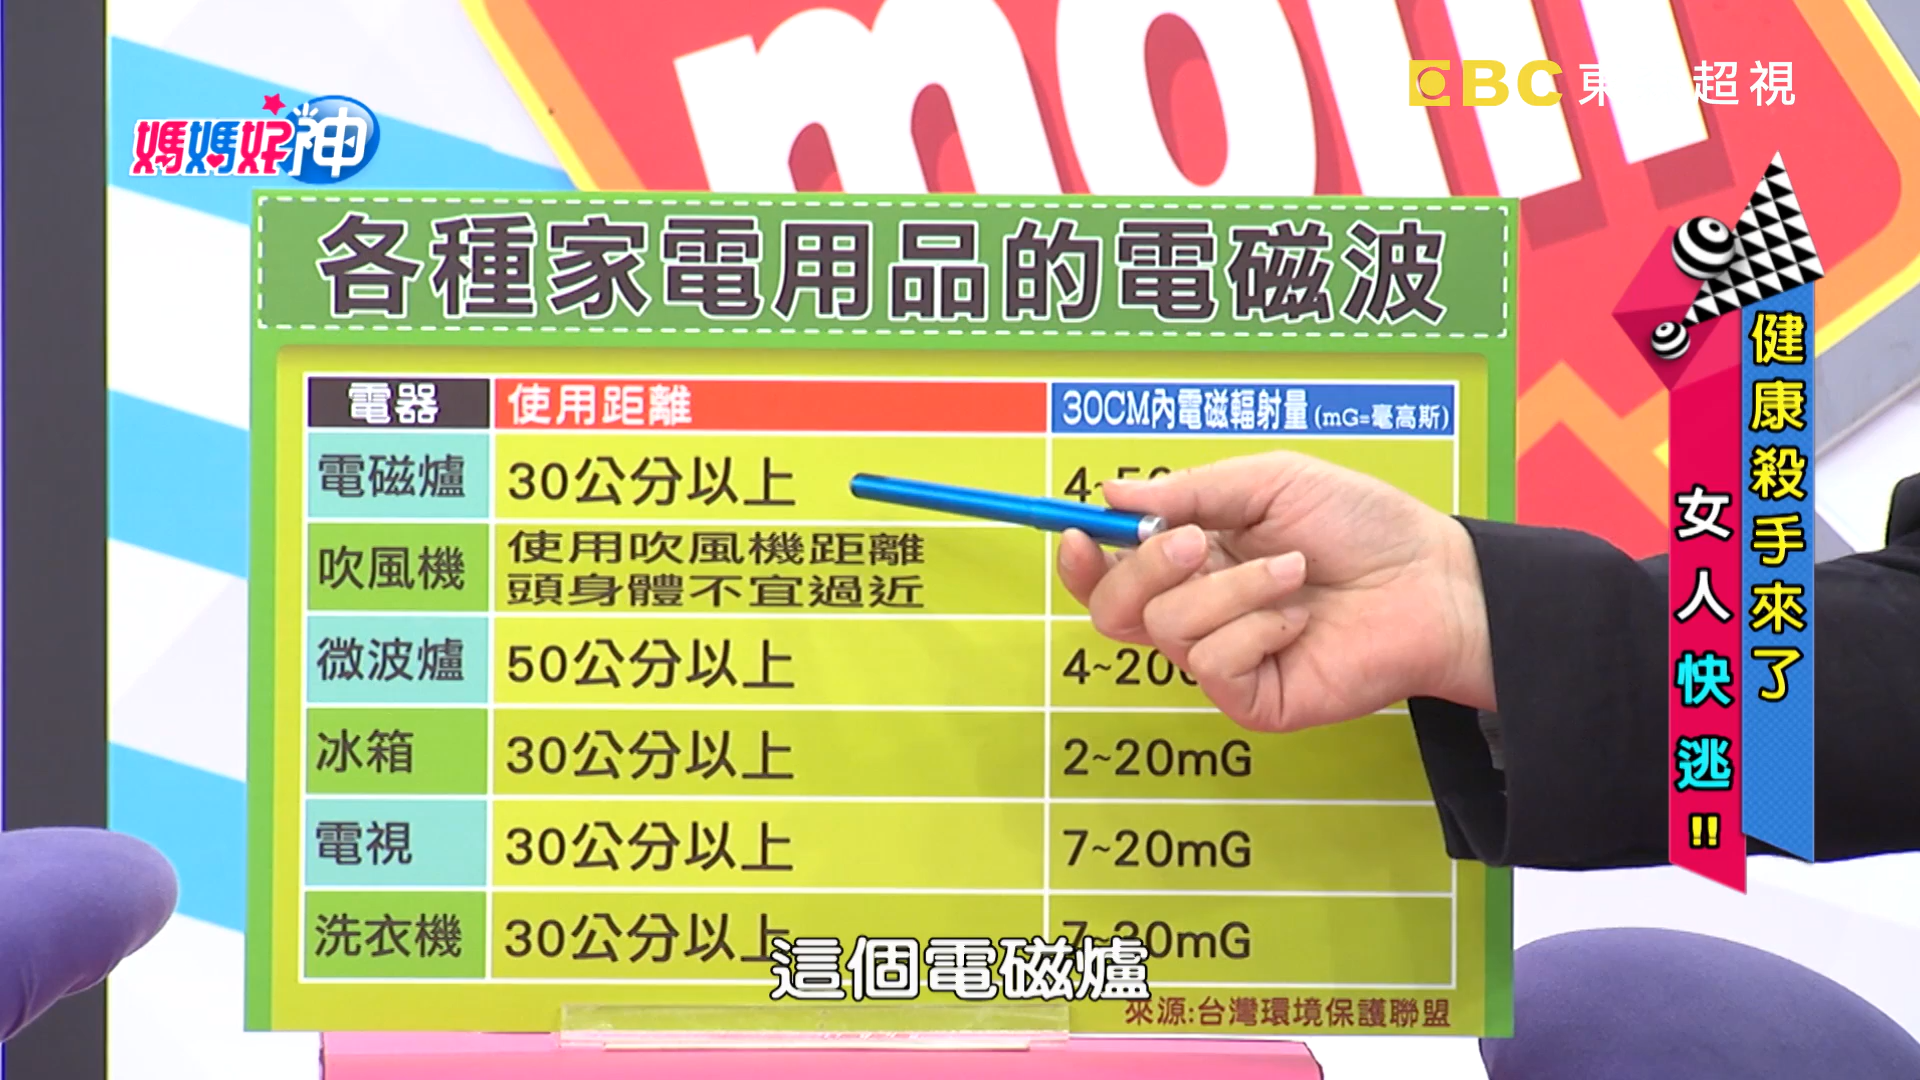 媽媽好神
EBC 東 超視
各種家電用品的電磁波
電器 使用距離 30CM內電磁輻射量(mG=毫高斯)
電磁爐 30公分以上
吹風機 使用吹風機距離
頭身體不宜過近
微波爐 50公分以上 4~20
冰箱 30公分以上 2~20mG
電視 30公分以上 7~20mG
洗衣機 30公分以上 mG
來源:台灣環境保護聯盟
健康殺手來了
女人快逃!!
這個電磁爐